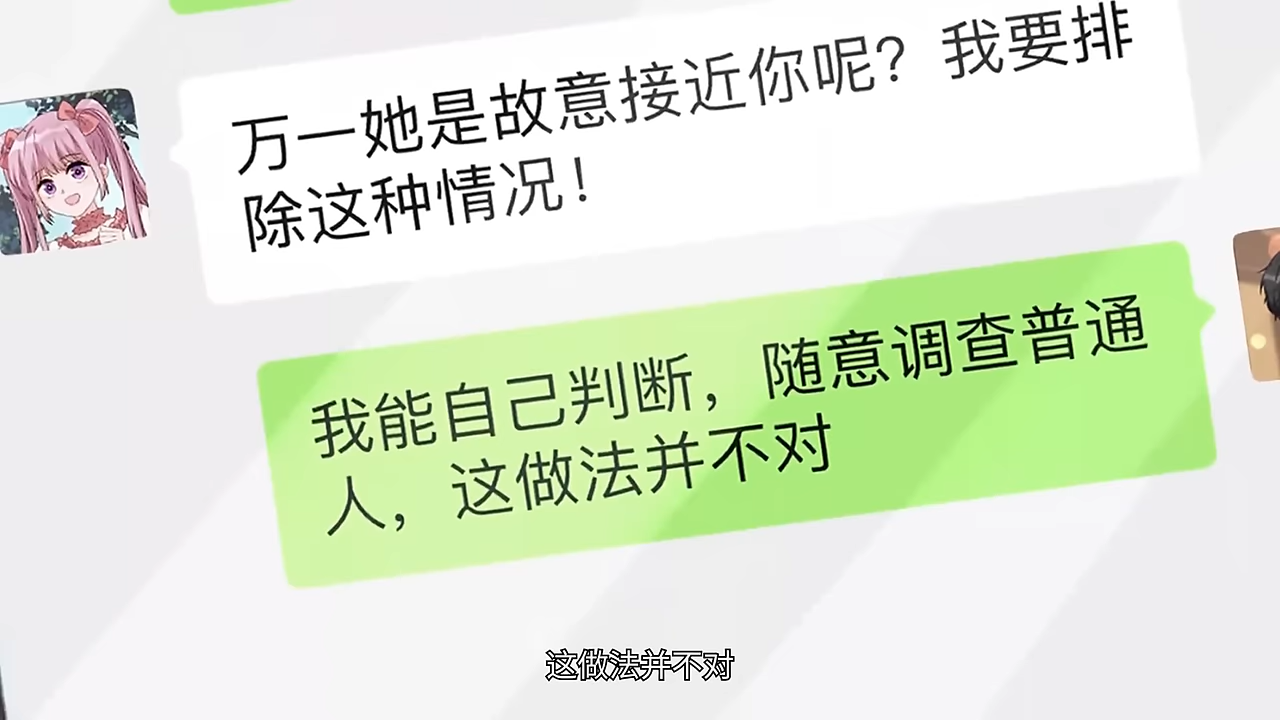 万一她是故意接近你呢？我要排
除这种情况！
我能自己判断，随意调查普通
人，这做法并不对
这做法并不对